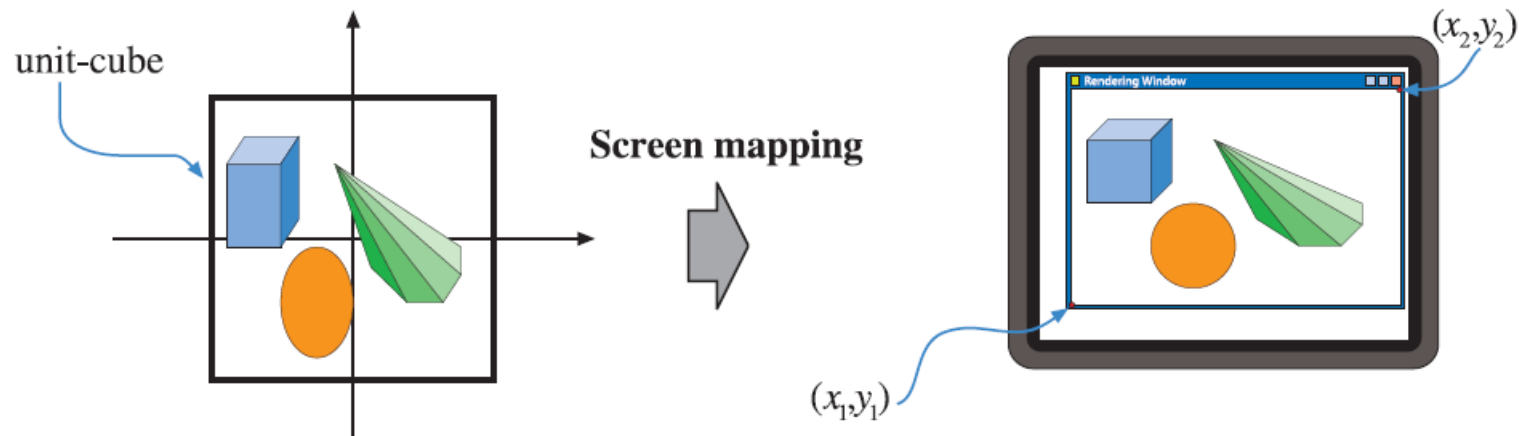 unit-cube
Screen mapping
Rendering Window
(x₂,y₂)
(x₁,y₁)